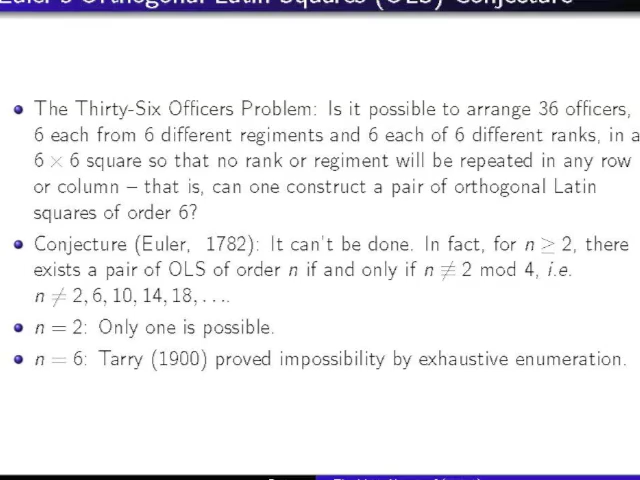 Euler's Orthogonal Latin Squares (OLS) Conjecture
The Thirty-Six Officers Problem: Is it possible to arrange 36 officers,
6 each from 6 different regiments and 6 each of 6 different ranks, in a
6 × 6 square so that no rank or regiment will be repeated in any row
or column – that is, can one construct a pair of orthogonal Latin
squares of order 6?
Conjecture (Euler, 1782): It can't be done. In fact, for n ≥ 2, there
exists a pair of OLS of order n if and only if n ≢ 2 mod 4, i.e.
n ≠ 2, 6, 10, 14, 18, . . ..
n = 2: Only one is possible.
n = 6: Tarry (1900) proved impossibility by exhaustive enumeration.